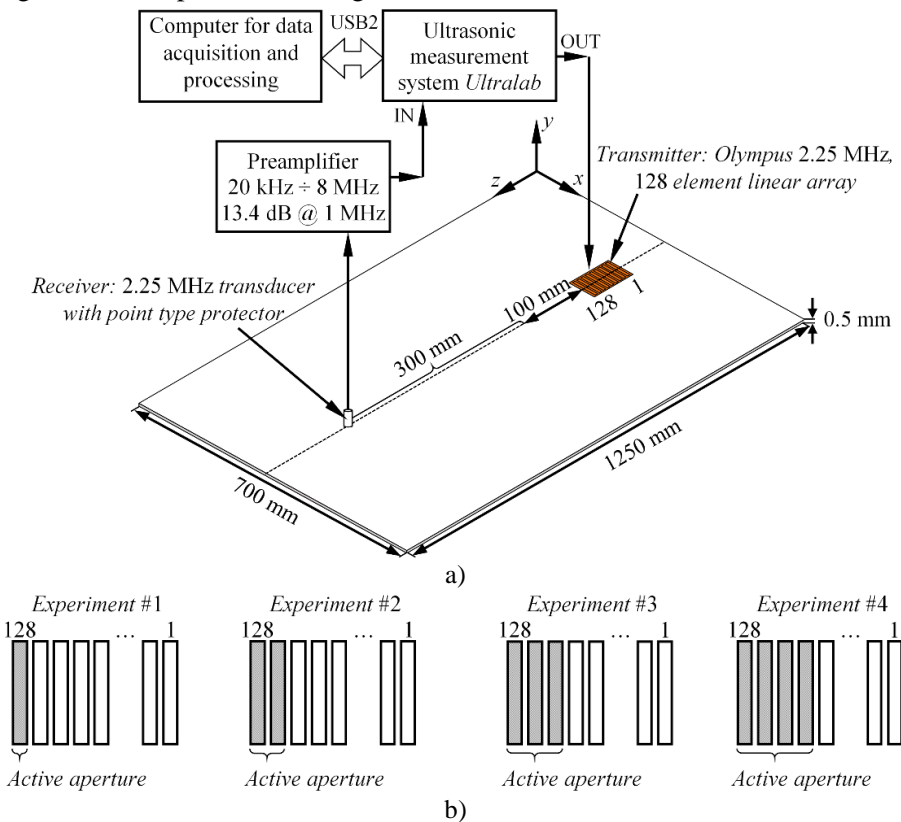 Computer for data
acquisition and
processing
USB2
Ultrasonic
measurement
system Ultralab
OUT
IN
Preamplifier
20 kHz ÷ 8 MHz
13.4 dB @ 1 MHz
y
z
x
Transmitter: Olympus 2.25 MHz,
128 element linear array
Receiver: 2.25 MHz transducer
with point type protector
100 mm
128
1
0.5 mm
300 mm
1250 mm
700 mm
a)
Experiment #1
128 ... 1
Active aperture
Experiment #2
128 ... 1
Active aperture
Experiment #3
128 ... 1
Active aperture
Experiment #4
128 ... 1
Active aperture
b)